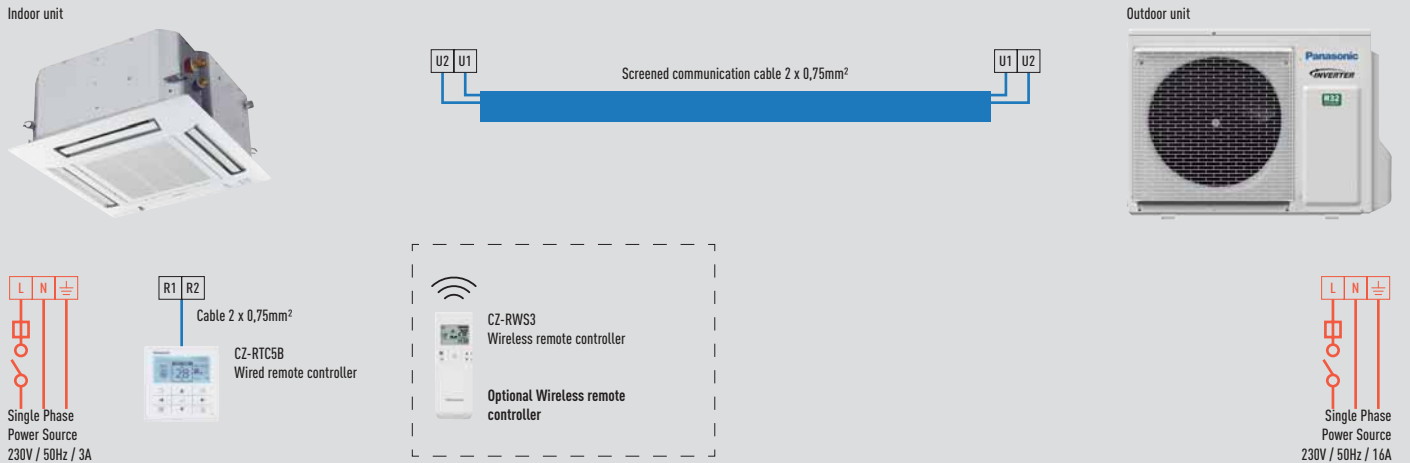 Indoor unit
Outdoor unit
U2 U1
Screened communication cable 2 x 0,75mm²
U1 U2
Panasonic
INVERTER
R32
L N
R1 R2
Cable 2 x 0,75mm²
CZ-RTC5B
Wired remote controller
28
CZ-RWS3
Wireless remote controller
Optional Wireless remote
controller
Single Phase
Power Source
230V / 50Hz / 3A
L N
Single Phase
Power Source
230V / 50Hz / 16A